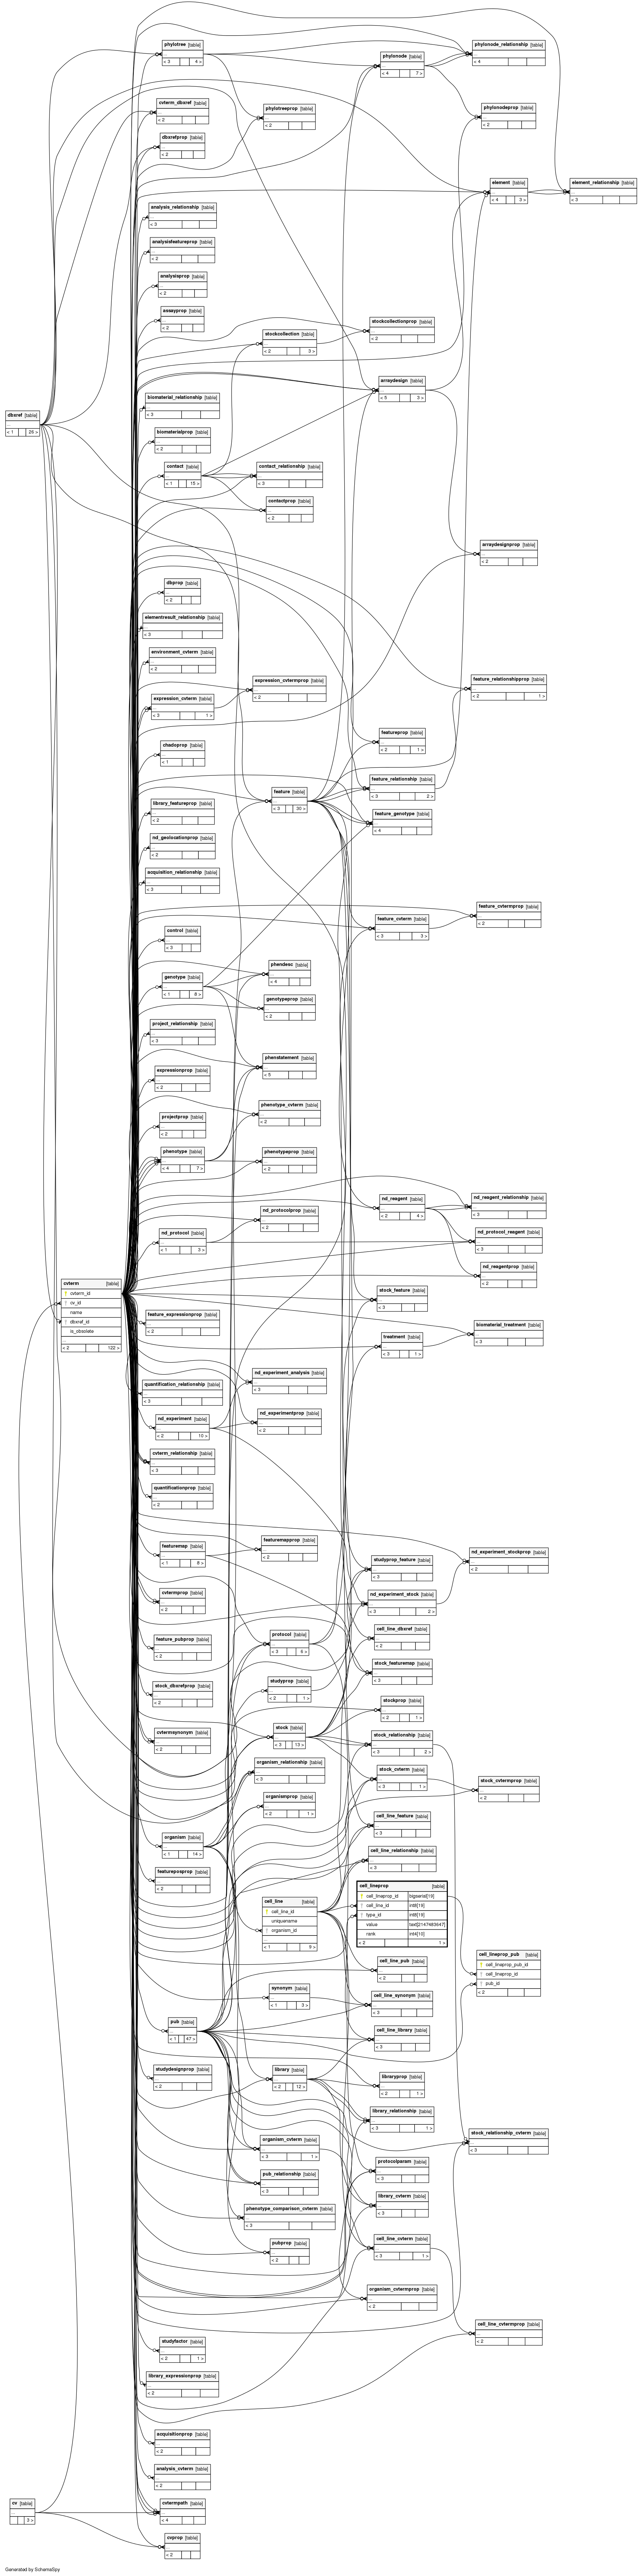 phylotree [table]
...
< 3 4 >
phylonode_relationship [table]
...
< 4
phylonode [table]
...
< 4 7 >
cvterm_dbxref [table]
...
< 2
phylotreeprop [table]
...
< 2
phylonodeprop [table]
...
< 2
dbxrefprop [table]
...
< 2
element [table]
...
< 4 3 >
element_relationship [table]
...
< 3
analysis_relationship [table]
...
< 3
analysisfeatureprop [table]
...
< 2
analysisprop [table]
...
< 2
assayprop [table]
...
< 2
stockcollectionprop [table]
...
< 2
stockcollection [table]
...
< 2 3 >
arraydesign [table]
...
< 5 3 >
biomaterial_relationship [table]
...
< 3
dbxref [table]
...
< 1 26 >
biomaterialprop [table]
...
< 2
contact [table]
...
< 1 15 >
contact_relationship [table]
...
< 3
contactprop [table]
...
< 2
arraydesignprop [table]
...
< 2
dbprop [table]
...
< 2
elementresult_relationship [table]
...
< 3
environment_cvterm [table]
...
< 2
expression_cvtermprop [table]
...
< 2
feature_relationshipprop [table]
...
< 2 1 >
expression_cvterm [table]
...
< 3 1 >
featureprop [table]
...
< 2 1 >
chadoprop [table]
...
< 1
feature_relationship [table]
...
< 3 2 >
feature [table]
...
< 3 30 >
library_featureprop [table]
...
< 2
feature_genotype [table]
...
< 4
nd_geolocationprop [table]
...
< 2
acquisition_relationship [table]
...
< 3
feature_cvtermprop [table]
...
< 2
feature_cvterm [table]
...
< 3 3 >
control [table]
...
< 3
phendesc [table]
...
< 4
genotype [table]
...
< 1 8 >
genotypeprop [table]
...
< 2
project_relationship [table]
...
< 3
phenstatement [table]
...
< 5
expressionprop [table]
...
< 2
phenotype_cvterm [table]
...
< 2
projectprop [table]
...
< 2
phenotype [table]
...
< 4 7 >
phenotypeprop [table]
...
< 2
nd_reagent [table]
...
< 2 4 >
nd_reagent_relationship [table]
...
< 3
nd_protocolprop [table]
...
< 2
nd_protocol [table]
...
< 1 3 >
nd_protocol_reagent [table]
...
< 3
nd_reagentprop [table]
...
< 2
cvterm [table]
cvterm_id
cv_id
name
dbxref_id
is_obsolete
...
< 2 122 >
stock_feature [table]
...
< 3
feature_expressionprop [table]
...
< 2
biomaterial_treatment [table]
...
< 3
treatment [table]
...
< 3 1 >
nd_experiment_analysis [table]
...
< 3
quantification_relationship [table]
...
< 3
nd_experimentprop [table]
...
< 2
nd_experiment [table]
...
< 2 10 >
cvterm_relationship [table]
...
< 3
quantificationprop [table]
...
< 2
featuremapprop [table]
...
< 2
featuremap [table]
...
< 1 8 >
nd_experiment_stockprop [table]
...
< 2
studyprop_feature [table]
...
< 3
cvtermprop [table]
...
< 2
nd_experiment_stock [table]
...
< 3 2 >
cell_line_dbxref [table]
...
< 2
feature_pubprop [table]
...
< 2
protocol [table]
...
< 3 6 >
stock_featuremap [table]
...
< 3
stock_dbxrefprop [table]
...
< 2
studyprop [table]
...
< 2 1 >
stockprop [table]
...
< 2 1 >
cvtermsynonym [table]
...
< 2
stock [table]
...
< 3 13 >
stock_relationship [table]
...
< 3 2 >
organism_relationship [table]
...
< 3
stock_cvterm [table]
...
< 3 1 >
stock_cvtermprop [table]
...
< 2
organismprop [table]
...
< 2 1 >
cell_line_feature [table]
...
< 3
organism [table]
...
< 1 14 >
cell_line_relationship [table]
...
< 3
featureposprop [table]
...
< 2
cell_lineprop [table]
cell_lineprop_id bigserial[19]
cell_line_id int8[19]
type_id int8[19]
value text[2147483647]
rank int4[10]
< 2 1 >
cell_line [table]
cell_line_id
uniquename
organism_id
...
< 1 9 >
cell_lineprop_pub [table]
cell_lineprop_pub_id
cell_lineprop_id
pub_id
< 2
cell_line_pub [table]
...
< 2
synonym [table]
...
< 1 3 >
cell_line_synonym [table]
...
< 3
pub [table]
...
< 1 47 >
cell_line_library [table]
...
< 3
studydesignprop [table]
...
< 2
library [table]
...
< 2 12 >
libraryprop [table]
...
< 2 1 >
library_relationship [table]
...
< 3 1 >
organism_cvterm [table]
...
< 3 1 >
stock_relationship_cvterm [table]
...
< 3
protocolparam [table]
...
< 3
pub_relationship [table]
...
< 3
library_cvterm [table]
...
< 3
phenotype_comparison_cvterm [table]
...
< 3
pubprop [table]
...
< 2
cell_line_cvterm [table]
...
< 3 1 >
organism_cvtermprop [table]
...
< 2
cell_line_cvtermprop [table]
...
< 2
studyfactor [table]
...
< 2 1 >
library_expressionprop [table]
...
< 2
acquisitionprop [table]
...
< 2
analysis_cvterm [table]
...
< 2
cv [table]
...
3 >
cvtermpath [table]
...
< 4
cvprop [table]
...
< 2
Generated by SchemaSpy